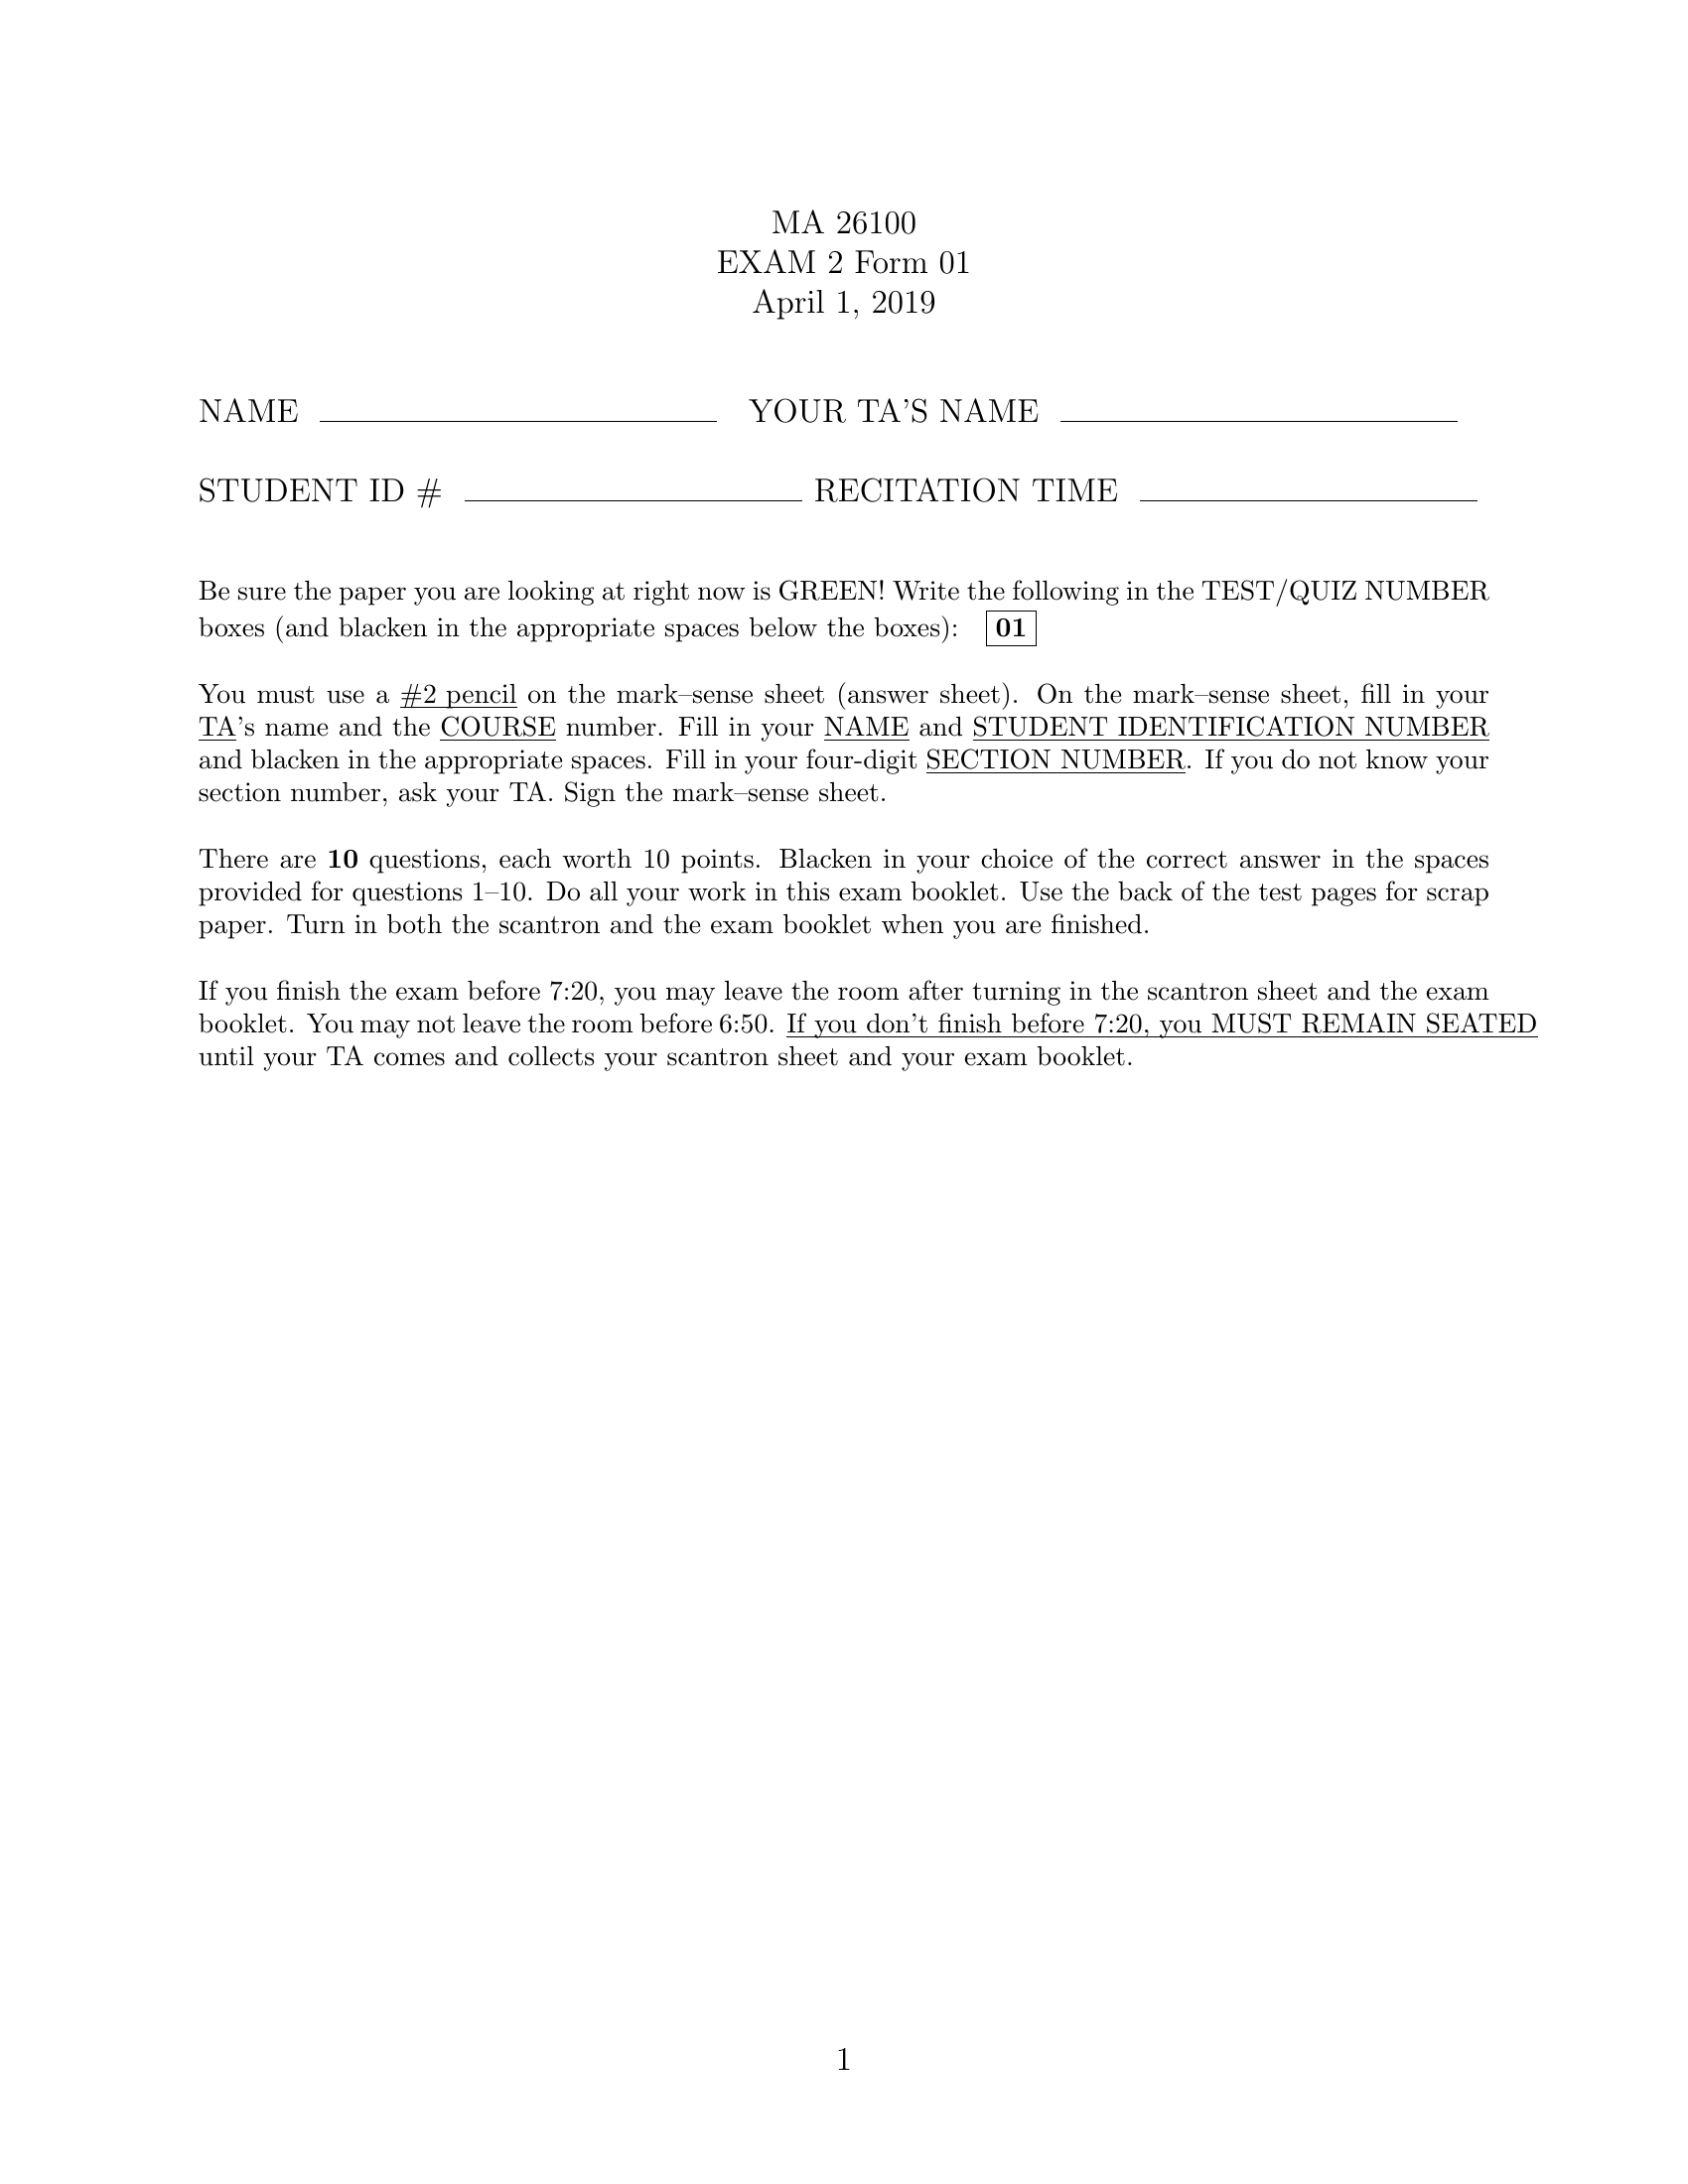 MA 26100
EXAM 2 Form 01
April 1, 2019
NAME YOUR TA'S NAME
STUDENT ID # RECITATION TIME
Be sure the paper you are looking at right now is GREEN! Write the following in the TEST/QUIZ NUMBER
boxes (and blacken in the appropriate spaces below the boxes): 01
You must use a #2 pencil on the mark–sense sheet (answer sheet). On the mark–sense sheet, fill in your
TA's name and the COURSE number. Fill in your NAME and STUDENT IDENTIFICATION NUMBER
and blacken in the appropriate spaces. Fill in your four-digit SECTION NUMBER. If you do not know your
section number, ask your TA. Sign the mark–sense sheet.
There are 10 questions, each worth 10 points. Blacken in your choice of the correct answer in the spaces
provided for questions 1–10. Do all your work in this exam booklet. Use the back of the test pages for scrap
paper. Turn in both the scantron and the exam booklet when you are finished.
If you finish the exam before 7:20, you may leave the room after turning in the scantron sheet and the exam
booklet. You may not leave the room before 6:50. If you don't finish before 7:20, you MUST REMAIN SEATED
until your TA comes and collects your scantron sheet and your exam booklet.
1